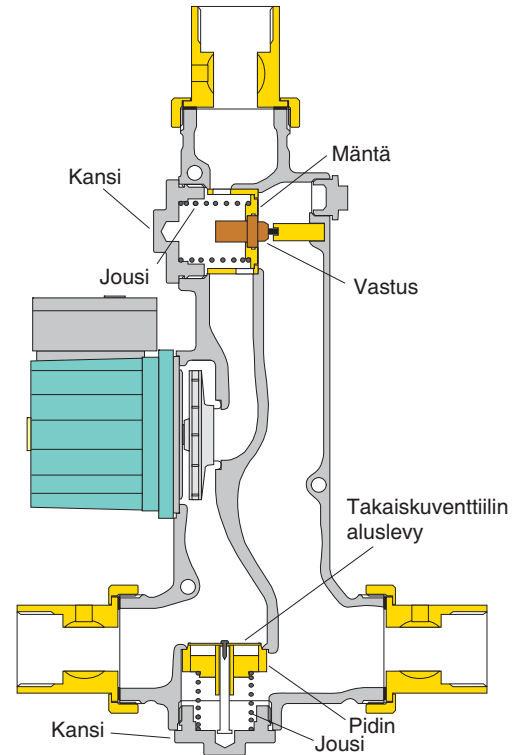 Mäntä
Kansi
Jousi
Vastus
Takaiskuventtiilin
aluslevy
Pidin
Kansi
Jousi